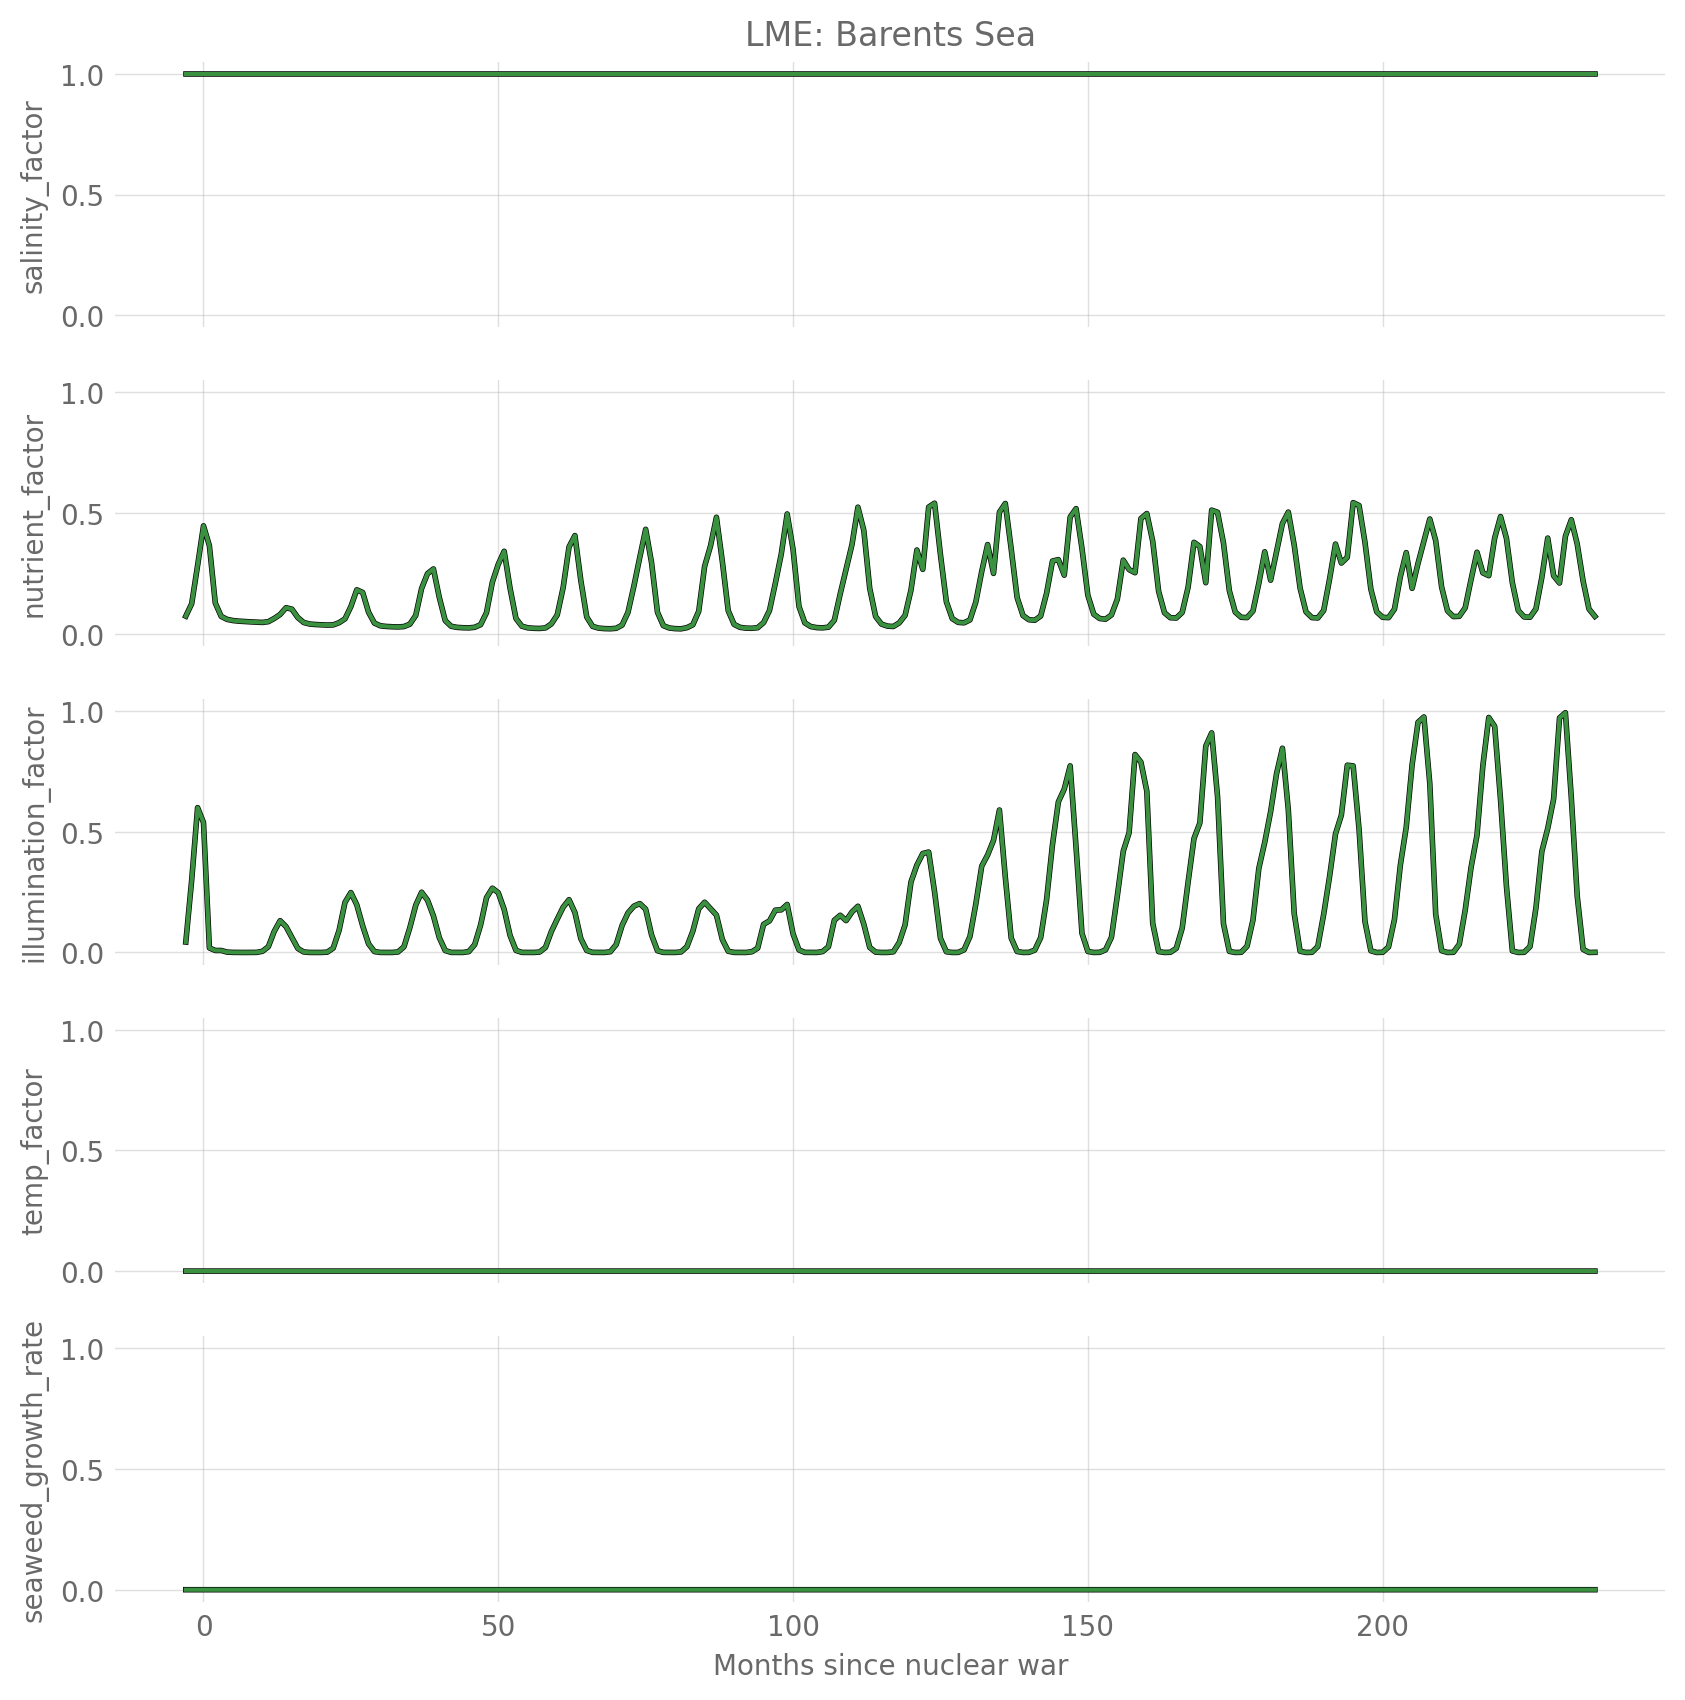 LME: Barents Sea
1.0
0.5
0.0
salinity_factor
1.0
0.5
0.0
nutrient_factor
1.0
0.5
0.0
illumination_factor
1.0
0.5
0.0
temp_factor
1.0
0.5
0.0
seaweed_growth_rate
0 50 100 150 200
Months since nuclear war